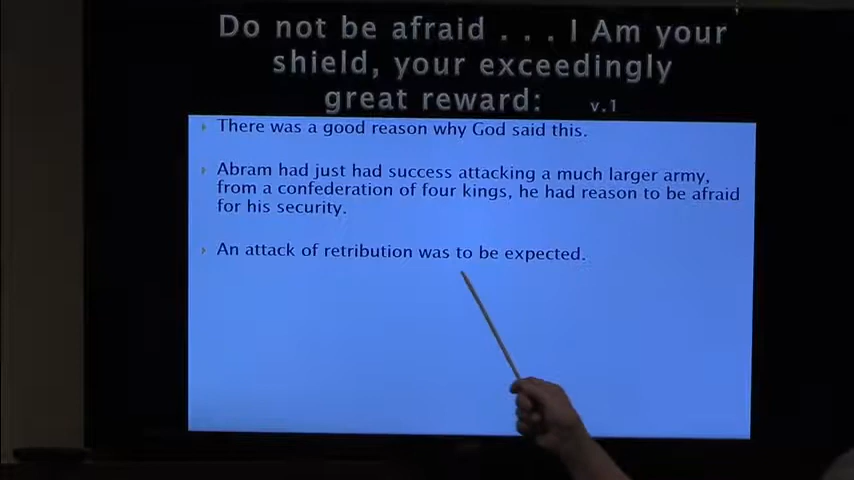 Do not be afraid . . . I Am your
shield, your exceedingly
great reward: v.1
There was a good reason why God said this.
Abram had just had success attacking a much larger army,
from a confederation of four kings, he had reason to be afraid
for his security.
An attack of retribution was to be expected.